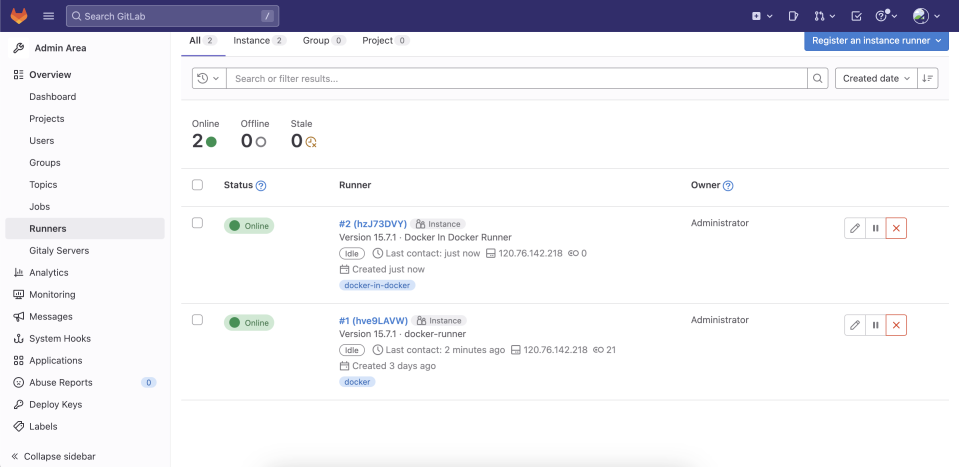 Search GitLab /
Admin Area
Overview
Dashboard
Projects
Users
Groups
Topics
Jobs
Runners
Gitaly Servers
Analytics
Monitoring
Messages
System Hooks
Applications
Abuse Reports 0
Deploy Keys
Labels
Collapse sidebar
All 2 Instance 2 Group 0 Project 0
Register an instance runner
Search or filter results...
Created date
Online Offline Stale
2 0 0
Status Runner Owner
Online #2 (hzJ73DVY) Instance Administrator
Version 15.7.1 · Docker In Docker Runner
Idle Last contact: just now 120.76.142.218 0
Created just now
docker-in-docker
Online #1 (hve9LAVW) Instance Administrator
Version 15.7.1 · docker-runner
Idle Last contact: 2 minutes ago 120.76.142.218 21
Created 3 days ago
docker